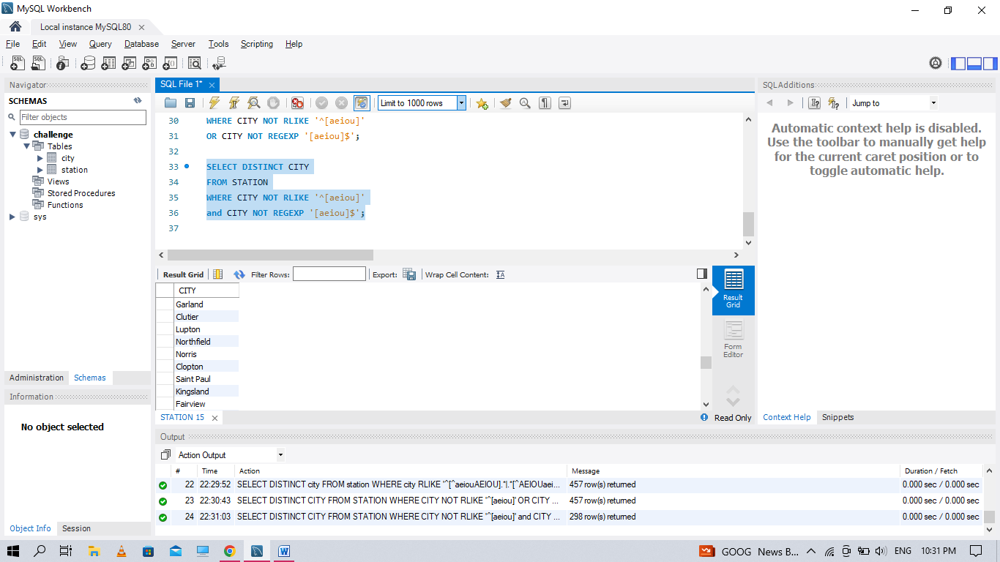 MySQL Workbench
Local instance MySQL80
File Edit View Query Database Server Tools Scripting Help
Navigator
SCHEMAS
Filter objects
challenge
Tables
city
station
Views
Stored Procedures
Functions
sys
Administration Schemas
Information
No object selected
Object Info Session
SQL File 1*
Limit to 1000 rows
30 WHERE CITY NOT RLIKE '^[aeiou]'
31 OR CITY NOT REGEXP '[aeiou]$';
32
33 SELECT DISTINCT CITY
34 FROM STATION
35 WHERE CITY NOT RLIKE '^[aeiou]'
36 and CITY NOT REGEXP '[aeiou]$';
37
Result Grid Filter Rows: Export: Wrap Cell Content:
CITY
Garland
Clutier
Lupton
Northfield
Norris
Clopton
Saint Paul
Kingsland
Fairview
Result Grid
Form Editor
STATION 15
Read Only
SQLAdditions
Jump to
Automatic context help is disabled.
Use the toolbar to manually get help
for the current caret position or to
toggle automatic help.
Context Help Snippets
Output
Action Output
# Time Action Message Duration / Fetch
22 22:29:52 SELECT DISTINCT city FROM station WHERE city RLIKE '^[^aeiouAEIOU].*|.*[^AEIOUaei... 457 row(s) returned 0.000 sec / 0.000 sec
23 22:30:43 SELECT DISTINCT CITY FROM STATION WHERE CITY NOT RLIKE '^[aeiou]' OR CITY ... 457 row(s) returned 0.000 sec / 0.000 sec
24 22:31:03 SELECT DISTINCT CITY FROM STATION WHERE CITY NOT RLIKE '^[aeiou]' and CITY ... 298 row(s) returned 0.000 sec / 0.000 sec
GOOG News B... ENG 10:31 PM